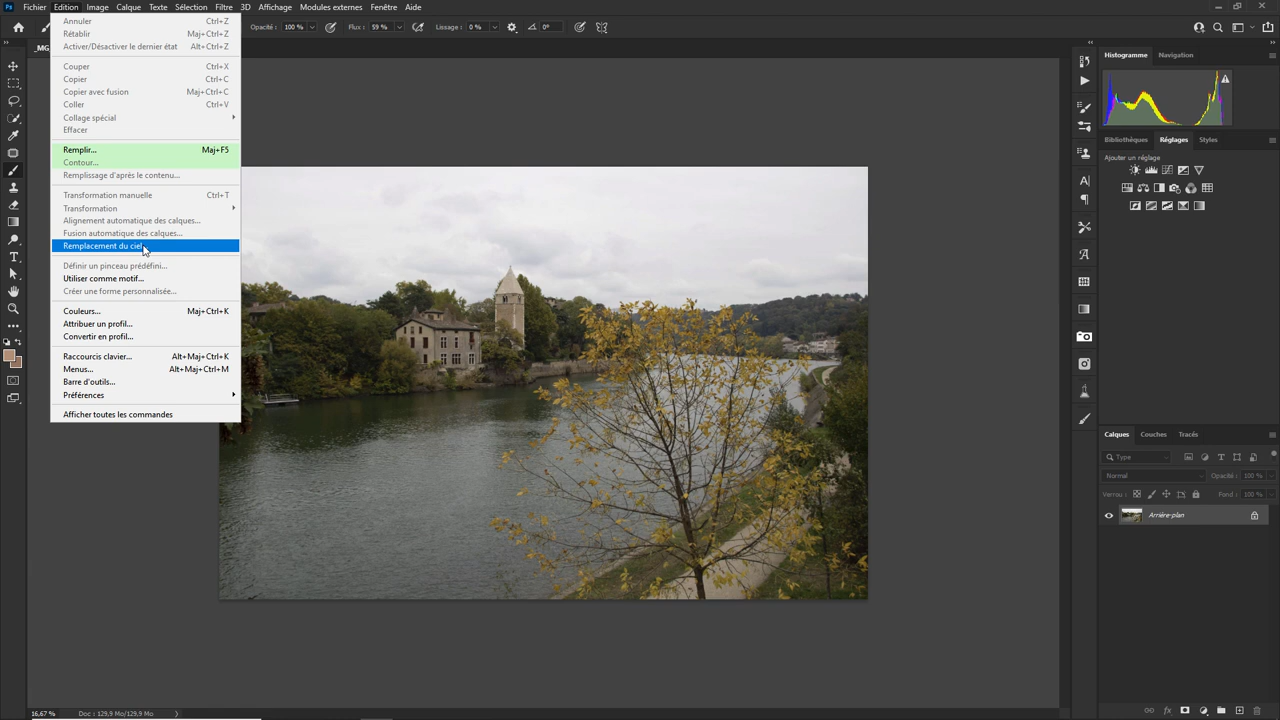 Ps Fichier Edition Image Calque Texte Sélection Filtre 3D Affichage Modules externes Fenêtre Aide
Opacité : 100 % Flux : 59 % Lissage : 0 % 0°
_MG
Annuler Ctrl+Z
Rétablir Maj+Ctrl+Z
Activer/Désactiver le dernier état Alt+Ctrl+Z
Couper Ctrl+X
Copier Ctrl+C
Copier avec fusion Maj+Ctrl+C
Coller Ctrl+V
Collage spécial
Effacer
Remplir... Maj+F5
Contour...
Remplissage d'après le contenu...
Transformation manuelle Ctrl+T
Transformation
Alignement automatique des calques...
Fusion automatique des calques...
Remplacement du ciel
Définir un pinceau prédéfini...
Utiliser comme motif...
Créer une forme personnalisée...
Couleurs... Maj+Ctrl+K
Attribuer un profil...
Convertir en profil...
Raccourcis clavier... Alt+Maj+Ctrl+K
Menus... Alt+Maj+Ctrl+M
Barre d'outils...
Préférences
Afficher toutes les commandes
Histogramme Navigation
Bibliothèques Réglages Styles
Ajouter un réglage
Calques Couches Tracés
Type
Normal Opacité : 100 %
Verrou : Fond : 100 %
Arrière-plan
fx
16,67 % Doc : 129,9 Mo/129,9 Mo